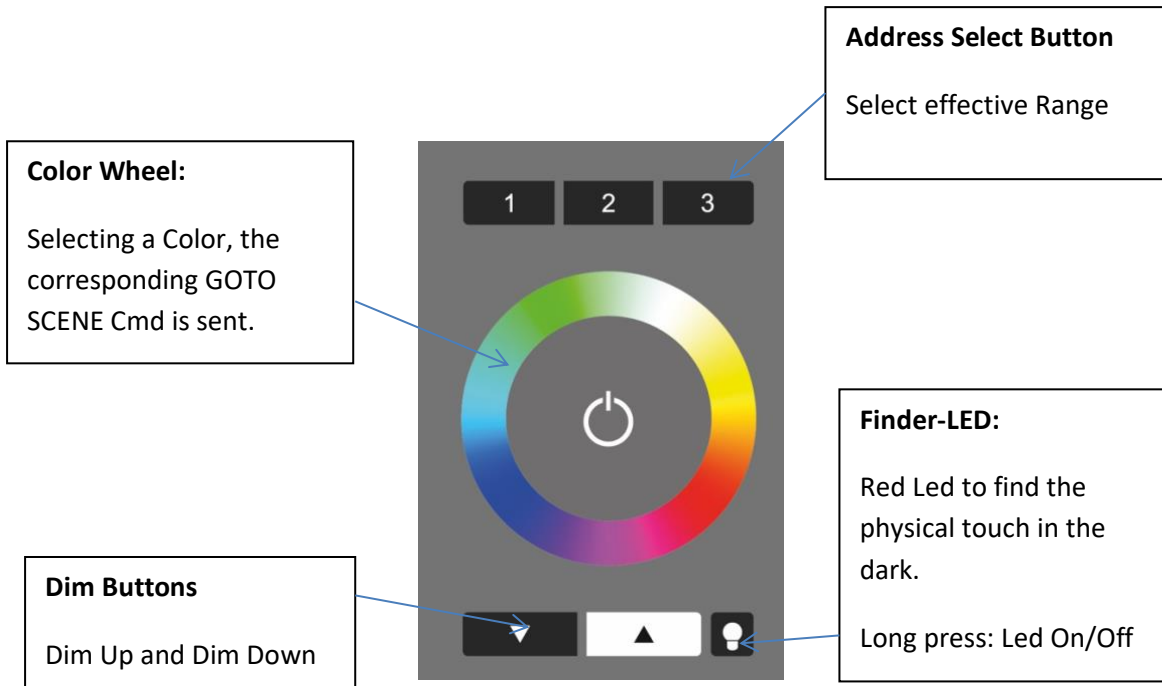 Address Select Button
Select effective Range
Color Wheel:
Selecting a Color, the
corresponding GOTO
SCENE Cmd is sent.
1 2 3
Finder-LED:
Red Led to find the
physical touch in the
dark.
Long press: Led On/Off
Dim Buttons
Dim Up and Dim Down